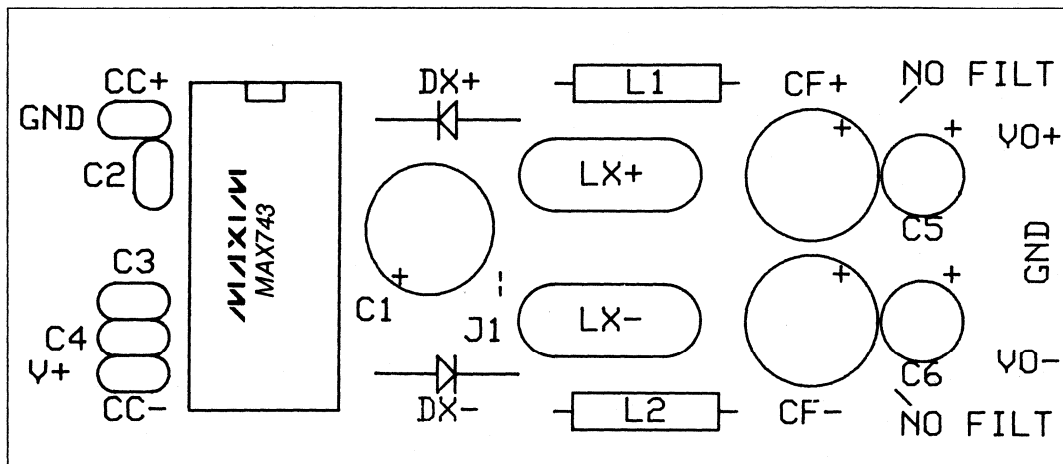 CC+
GND
C2
C3
C4
V+
CC-
MAXIM
MAX743
DX+
C1
J1
DX-
L1
LX+
LX-
L2
CF+
+
+
CF-
NO FILT
+
VO+
C5
GND
+
VO-
C6
NO FILT
+